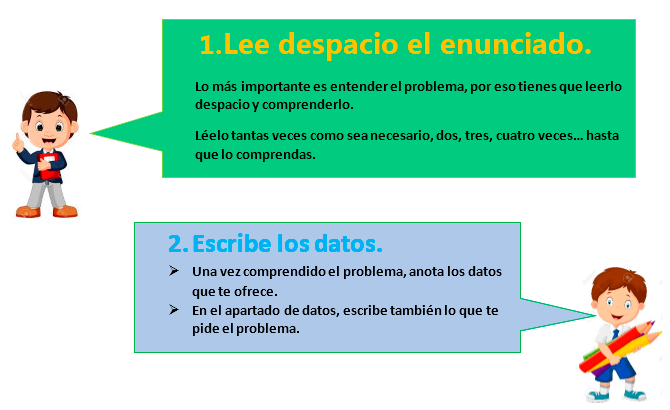 1.Lee despacio el enunciado.
Lo más importante es entender el problema, por eso tienes que leerlo
despacio y comprenderlo.
Léelo tantas veces como sea necesario, dos, tres, cuatro veces... hasta
que lo comprendas.
2. Escribe los datos.
➢ Una vez comprendido el problema, anota los datos
que te ofrece.
➢ En el apartado de datos, escribe también lo que te
pide el problema.